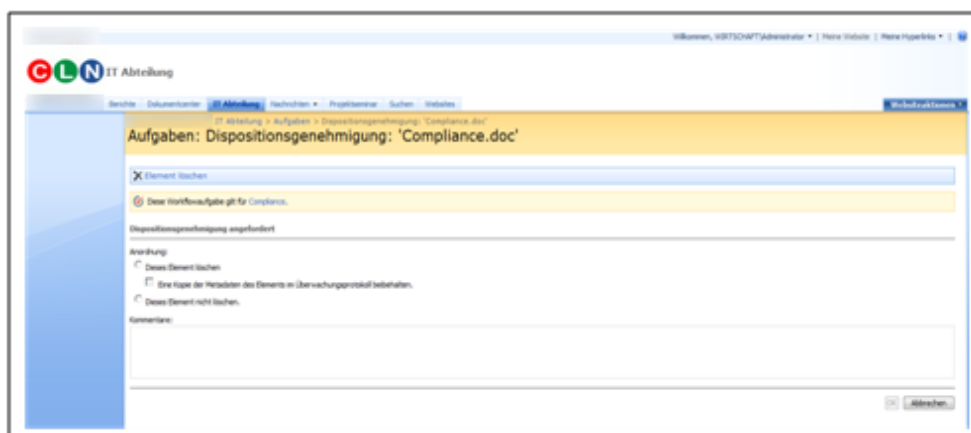 Willkommen, WIRTSCHAFT\Administrator | Meine Website | Meine Hyperlinks |
CLN IT Abteilung
Berichte Dokumentcenter IT Abteilung Nachrichten Projektseminar Suchen Websites Websiteaktionen
IT Abteilung > Aufgaben > Dispositionsgenehmigung: 'Compliance.doc'
Aufgaben: Dispositionsgenehmigung: 'Compliance.doc'
Element löschen
Diese Workflowaufgabe gilt für Compliance.
Dispositionsgenehmigung angefordert
Anordnung:
Dieses Element löschen
Eine Kopie der Metadaten des Elements im Überwachungsprotokoll beibehalten.
Dieses Element nicht löschen.
Kommentare:
OK Abbrechen